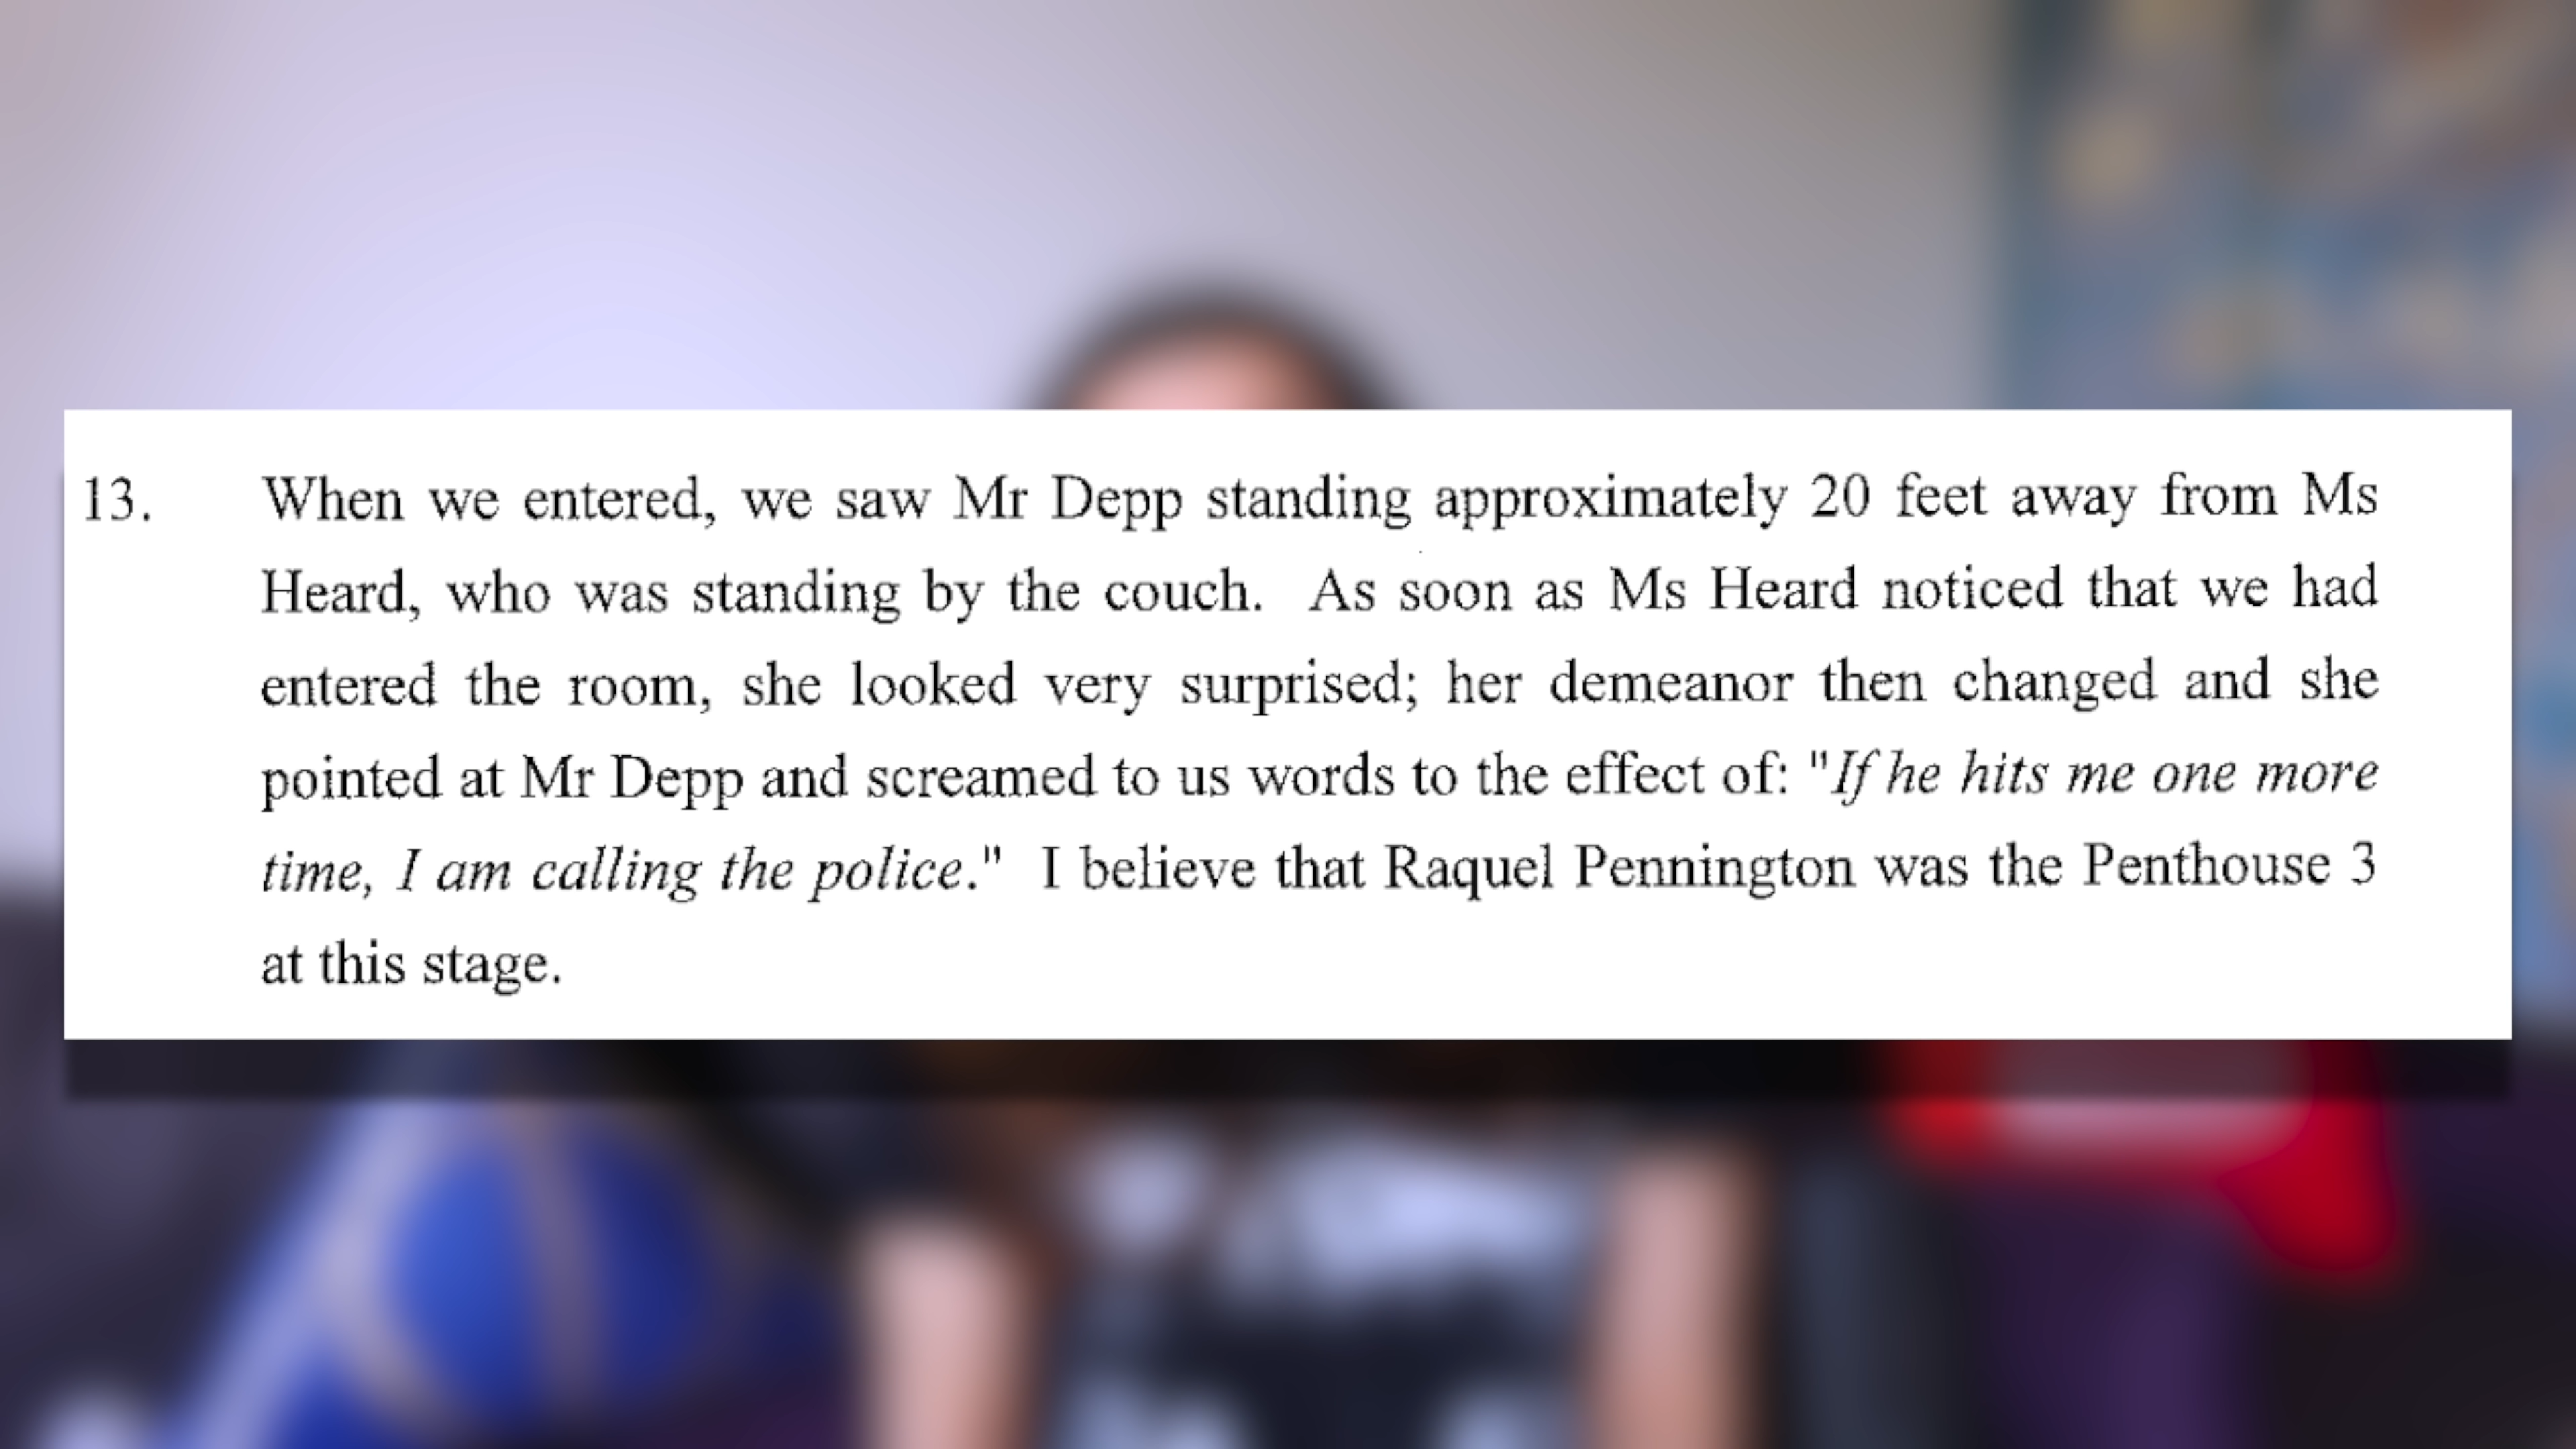 13. When we entered, we saw Mr Depp standing approximately 20 feet away from Ms
Heard, who was standing by the couch. As soon as Ms Heard noticed that we had
entered the room, she looked very surprised; her demeanor then changed and she
pointed at Mr Depp and screamed to us words to the effect of: "If he hits me one more
time, I am calling the police." I believe that Raquel Pennington was the Penthouse 3
at this stage.